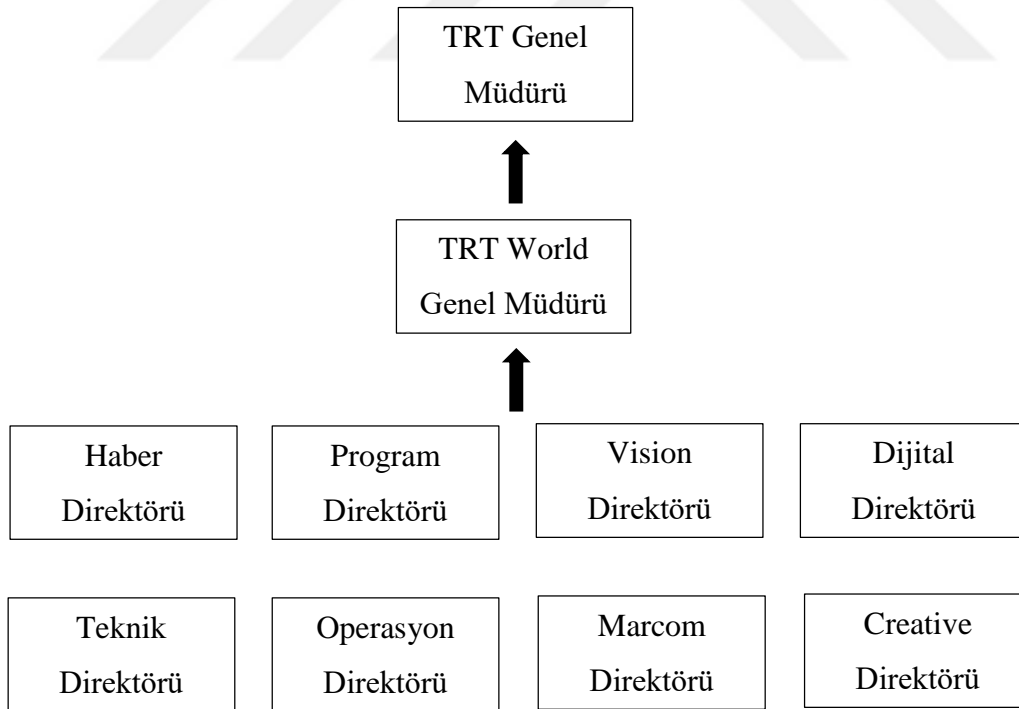 TRT Genel
Müdürü
TRT World
Genel Müdürü
Haber
Direktörü
Program
Direktörü
Vision
Direktörü
Dijital
Direktörü
Teknik
Direktörü
Operasyon
Direktörü
Marcom
Direktörü
Creative
Direktörü